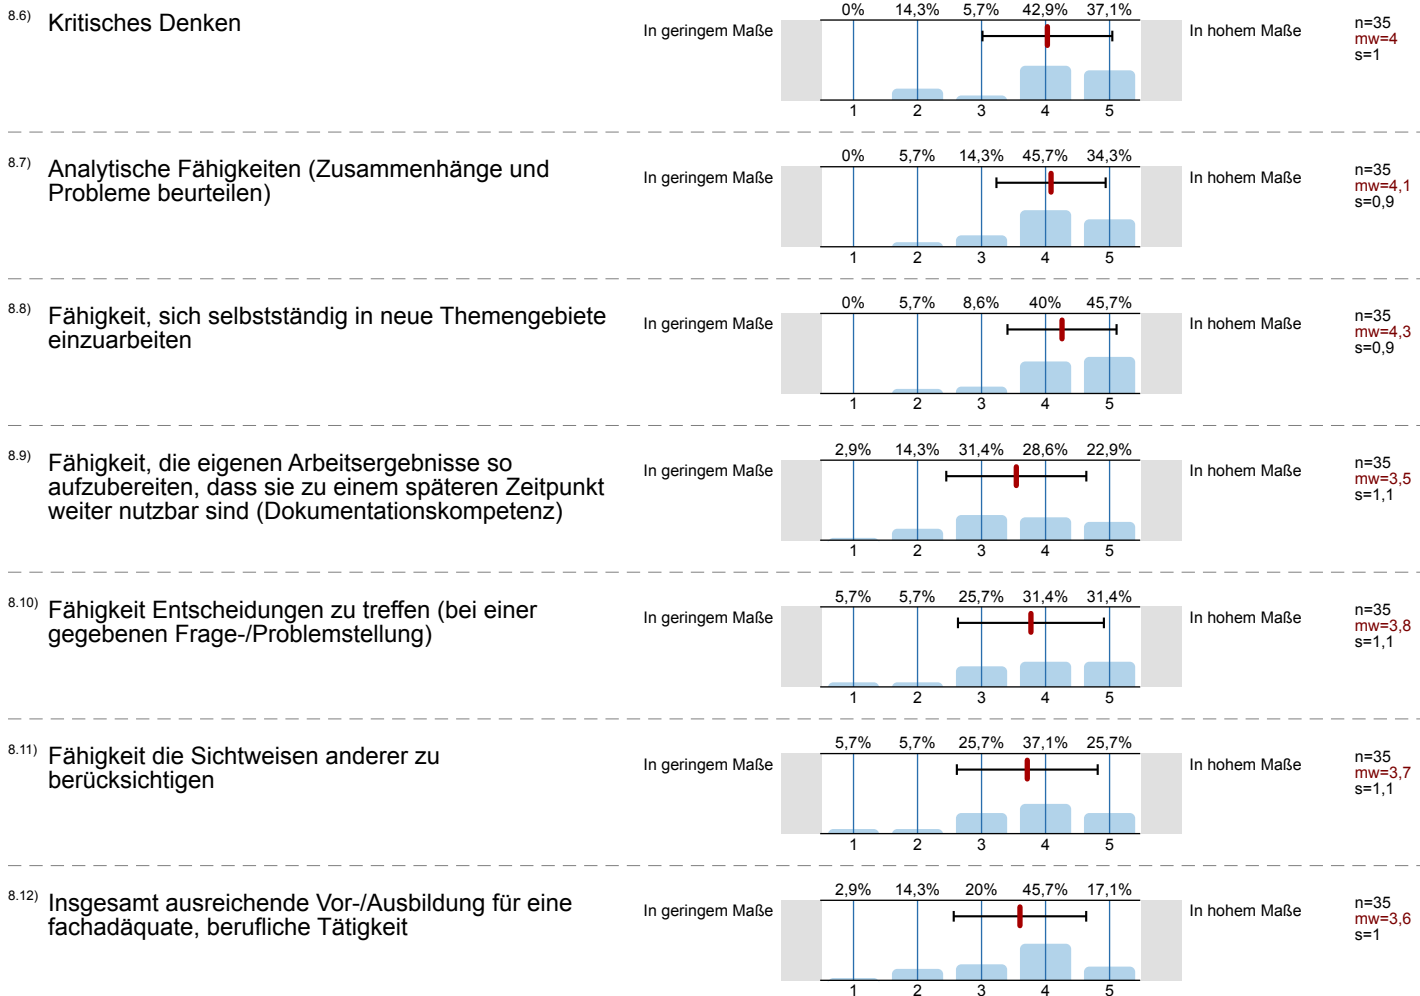 8.6) Kritisches Denken
In geringem Maße
0% 14,3% 5,7% 42,9% 37,1%
1 2 3 4 5
In hohem Maße
n=35
mw=4
s=1
8.7) Analytische Fähigkeiten (Zusammenhänge und
Probleme beurteilen)
In geringem Maße
0% 5,7% 14,3% 45,7% 34,3%
1 2 3 4 5
In hohem Maße
n=35
mw=4,1
s=0,9
8.8) Fähigkeit, sich selbstständig in neue Themengebiete
einzuarbeiten
In geringem Maße
0% 5,7% 8,6% 40% 45,7%
1 2 3 4 5
In hohem Maße
n=35
mw=4,3
s=0,9
8.9) Fähigkeit, die eigenen Arbeitsergebnisse so
aufzubereiten, dass sie zu einem späteren Zeitpunkt
weiter nutzbar sind (Dokumentationskompetenz)
In geringem Maße
2,9% 14,3% 31,4% 28,6% 22,9%
1 2 3 4 5
In hohem Maße
n=35
mw=3,5
s=1,1
8.10) Fähigkeit Entscheidungen zu treffen (bei einer
gegebenen Frage-/Problemstellung)
In geringem Maße
5,7% 5,7% 25,7% 31,4% 31,4%
1 2 3 4 5
In hohem Maße
n=35
mw=3,8
s=1,1
8.11) Fähigkeit die Sichtweisen anderer zu
berücksichtigen
In geringem Maße
5,7% 5,7% 25,7% 37,1% 25,7%
1 2 3 4 5
In hohem Maße
n=35
mw=3,7
s=1,1
8.12) Insgesamt ausreichende Vor-/Ausbildung für eine
fachadäquate, berufliche Tätigkeit
In geringem Maße
2,9% 14,3% 20% 45,7% 17,1%
1 2 3 4 5
In hohem Maße
n=35
mw=3,6
s=1